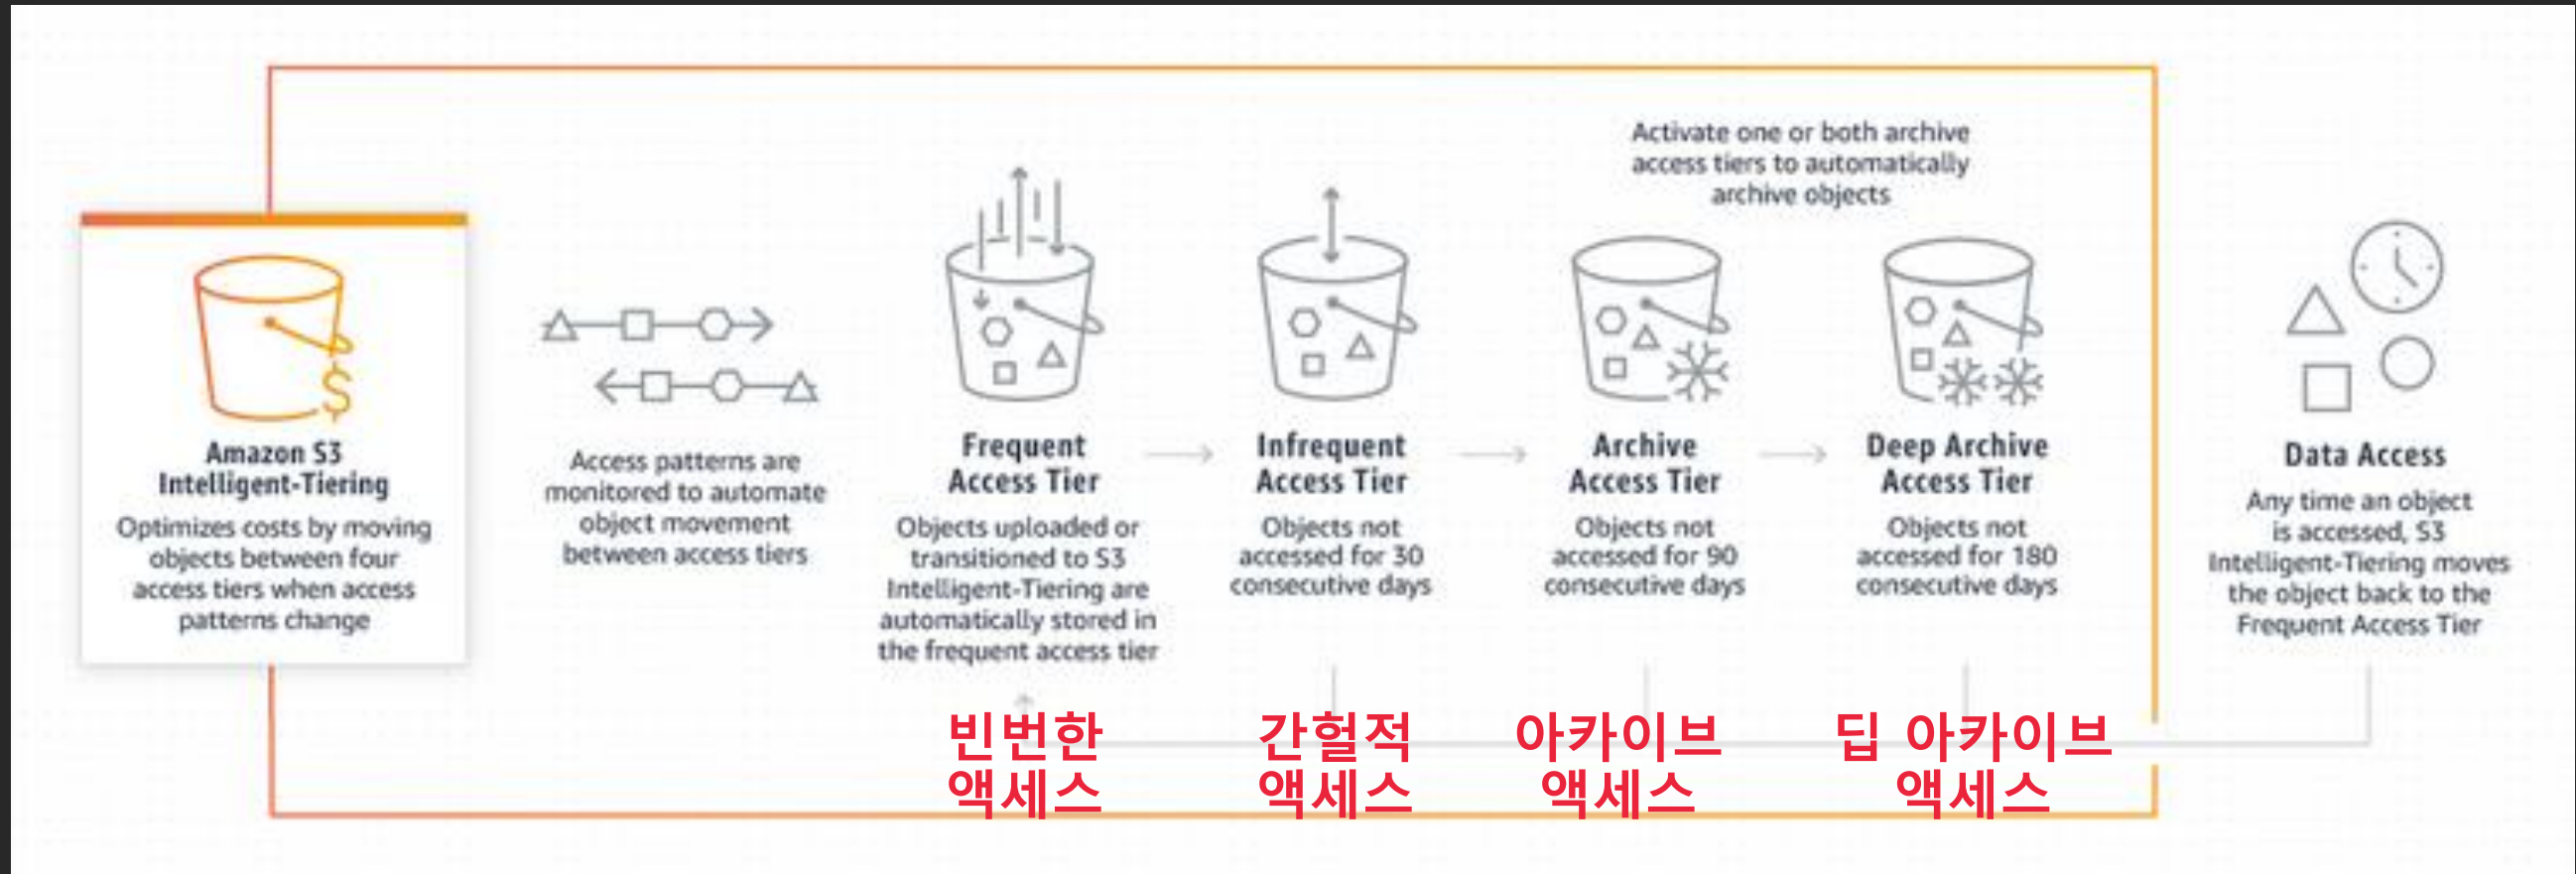 Amazon S3
Intelligent-Tiering
Optimizes costs by moving
objects between four
access tiers when access
patterns change
Access patterns are
monitored to automate
object movement
between access tiers
Frequent
Access Tier
Objects uploaded or
transitioned to S3
Intelligent-Tiering are
automatically stored in
the frequent access tier
빈번한
액세스
Infrequent
Access Tier
Objects not
accessed for 30
consecutive days
간헐적
액세스
Activate one or both archive
access tiers to automatically
archive objects
Archive
Access Tier
Objects not
accessed for 90
consecutive days
아카이브
액세스
Deep Archive
Access Tier
Objects not
accessed for 180
consecutive days
딥 아카이브
액세스
Data Access
Any time an object
is accessed, S3
Intelligent-Tiering moves
the object back to the
Frequent Access Tier